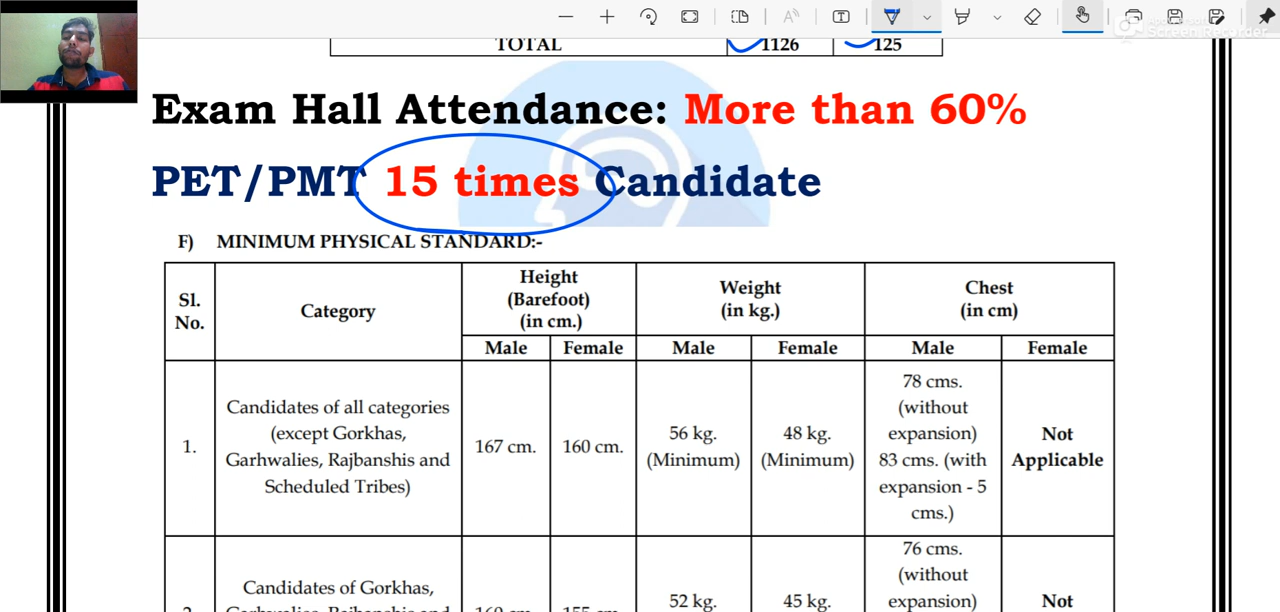 Apowersoft
Screen Recorder
TOTAL 1126 125
Exam Hall Attendance: More than 60%
PET/PMT 15 times Candidate
F) MINIMUM PHYSICAL STANDARD:-
Sl. No. Category Height (Barefoot) (in cm.) Weight (in kg.) Chest (in cm)
Male Female Male Female Male Female
1. Candidates of all categories (except Gorkhas, Garhwalies, Rajbanshis and Scheduled Tribes) 167 cm. 160 cm. 56 kg. (Minimum) 48 kg. (Minimum) 78 cms. (without expansion) 83 cms. (with expansion - 5 cms.) Not Applicable
Candidates of Gorkhas, 52 kg. 45 kg. 76 cms. (without expansion) Not